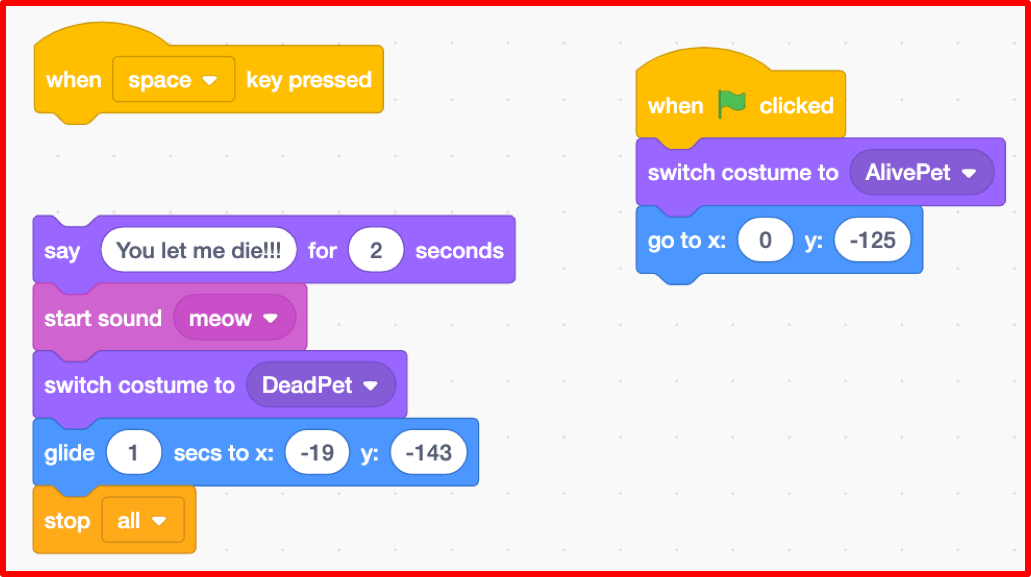 when space key pressed
say You let me die!!! for 2 seconds
start sound meow
switch costume to DeadPet
glide 1 secs to x: -19 y: -143
stop all
when clicked
switch costume to AlivePet
go to x: 0 y: -125